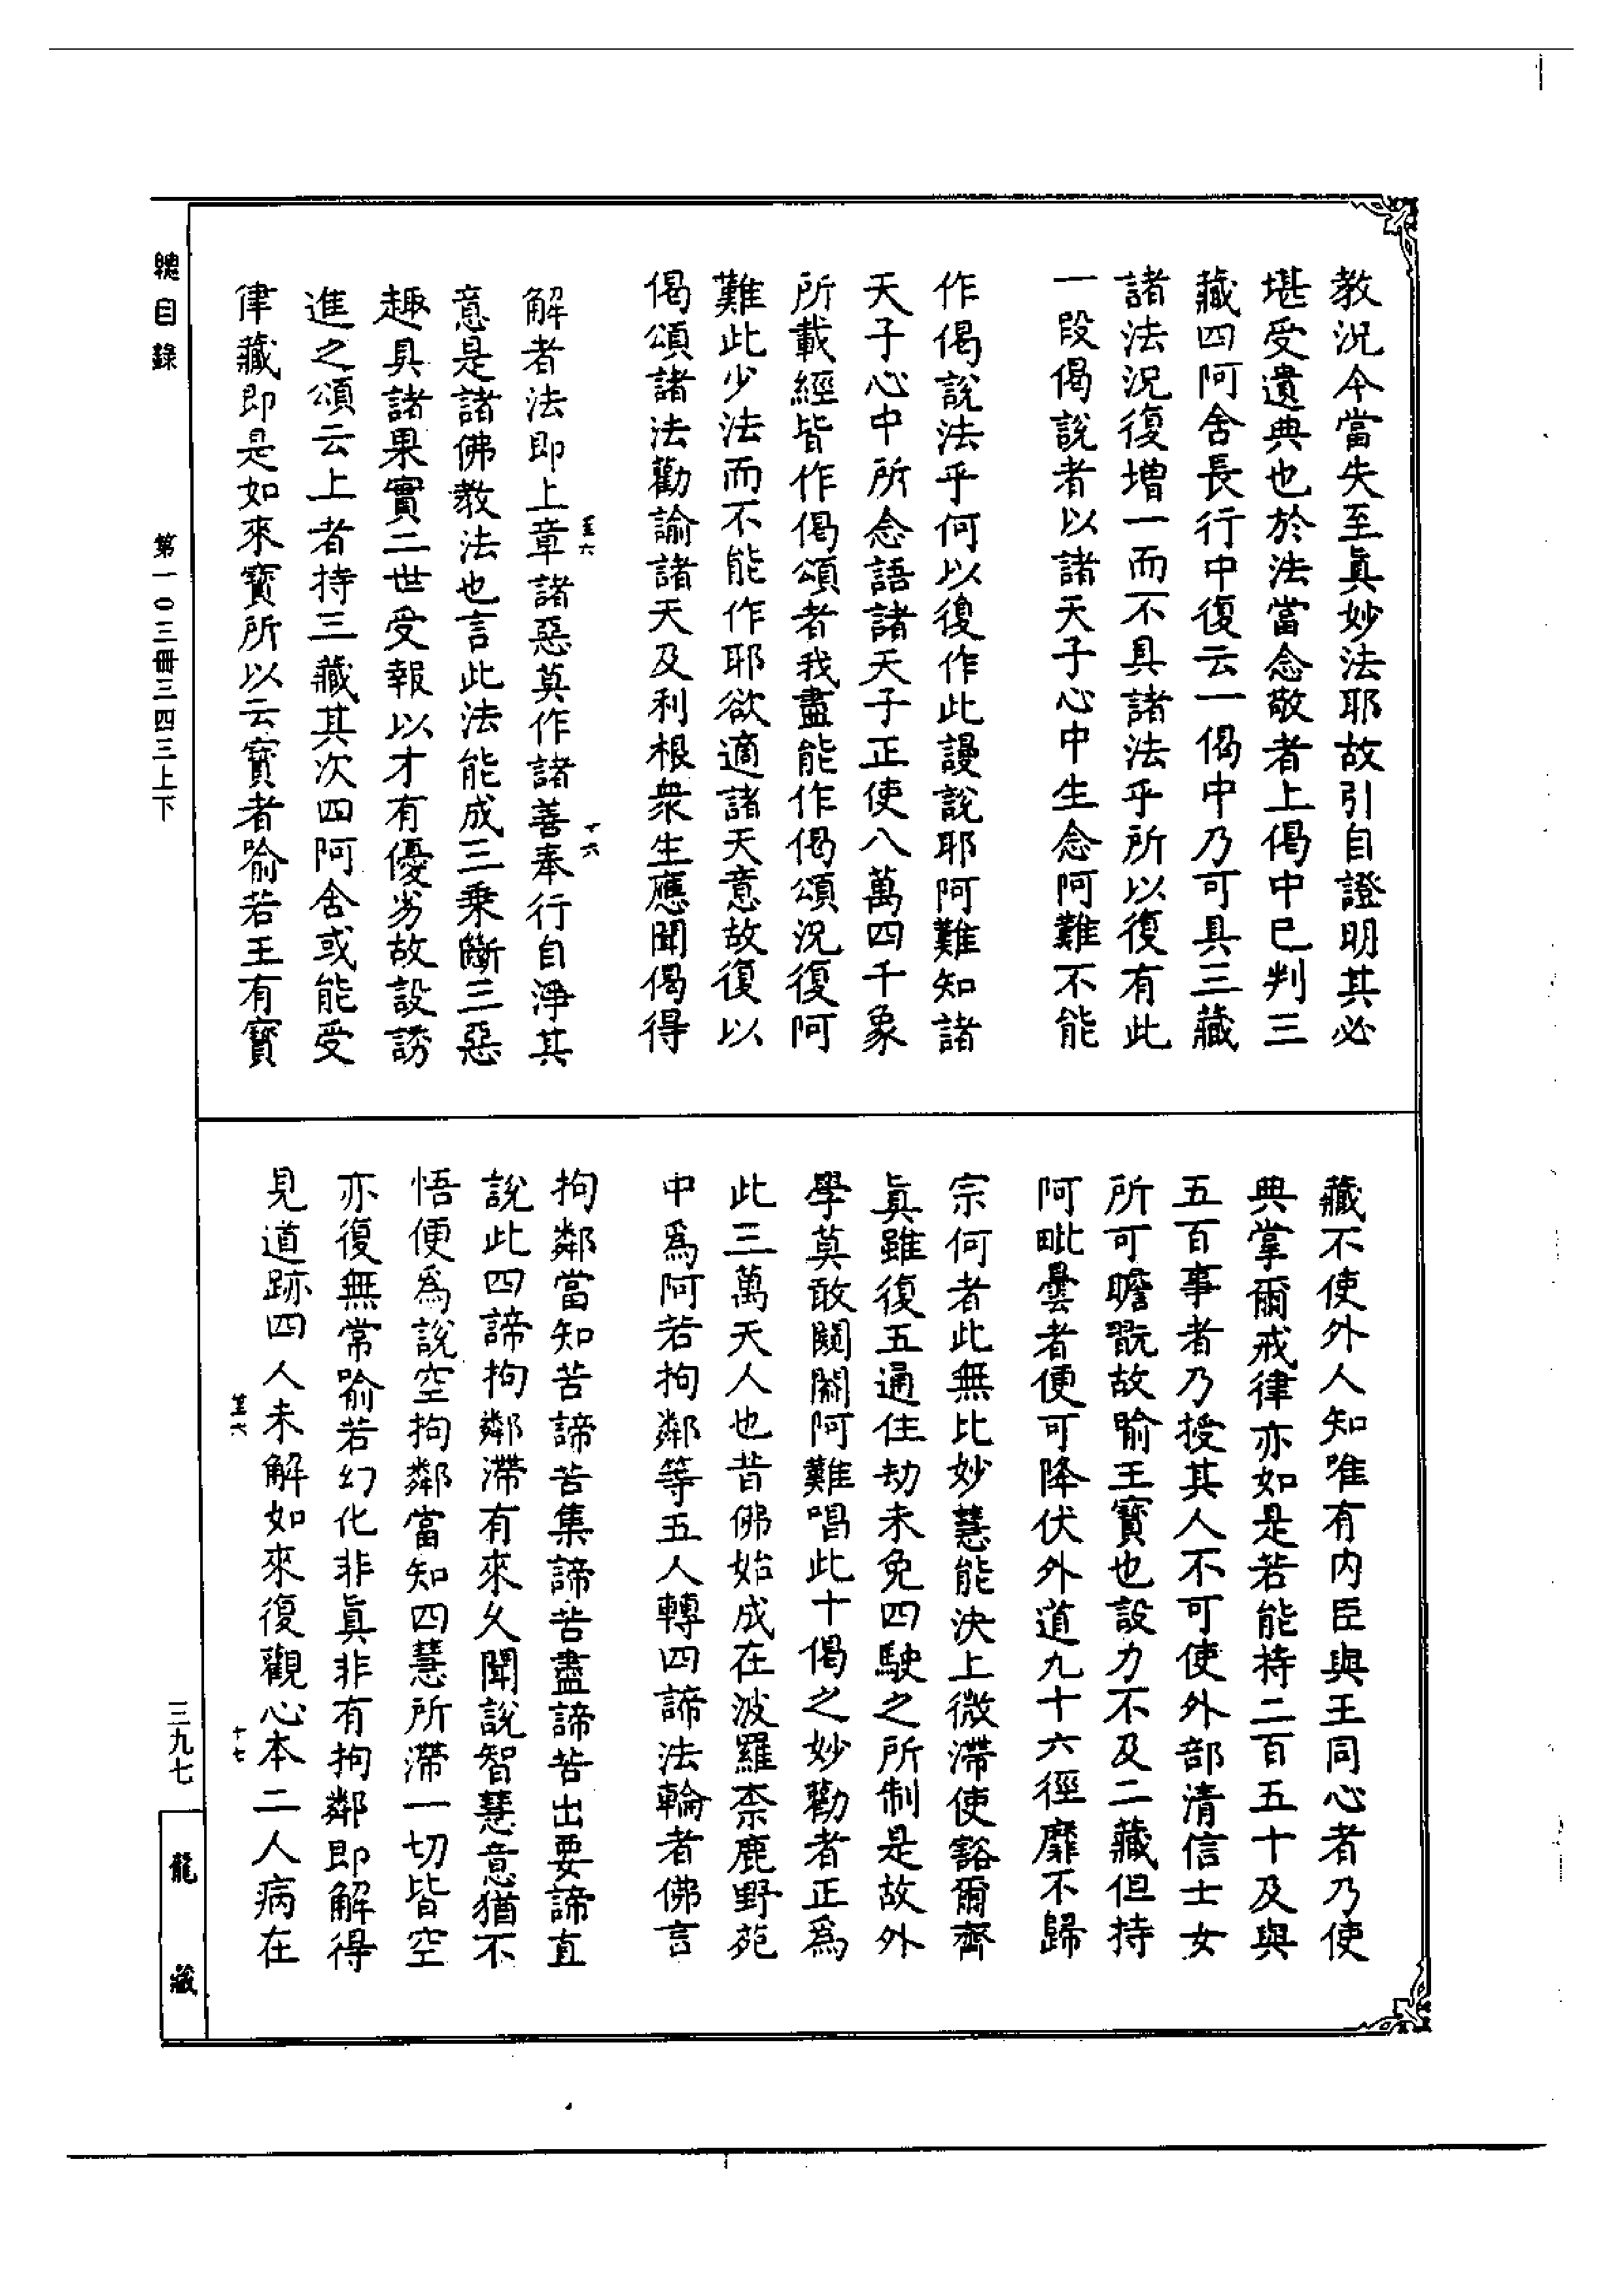 教況今當失至眞妙法耶故引自證明其必
堪受遺典也於法當念敬者上偈中已判三
藏四阿舍長行中復云一偈中乃可具三藏
諸法況復增一而不具諸法乎所以復有此
一段偈說者以諸天子心中生念阿難不能
作偈說法乎何以復作此謾說耶阿難知諸
天子心中所念語諸天子正使八萬四千象
所載經皆作偈頌者我盡能作偈頌況復阿
難此少法而不能作耶欲適諸天意故復以
偈頌諸法勸諭諸天及利根衆生應聞偈得
解者法即上章諸惡莫作諸善奉行自淨其
意是諸佛教法也言此法能成三乗斷三惡
趣具諸果實二世受報以才有優劣故設誘
進之頌云上者持三藏其次四阿含或能受
律藏即是如來寶所以云寶者喻若王有寶
藏不使外人知唯有内臣與王同心者乃使
典掌爾戒律亦如是若能持二百五十及與
五百事者乃授其人不可使外部清信士女
所可瞻翫故喻王寶也設力不及二藏但持
阿毗曇者便可降伏外道九十六徑靡不歸
宗何者此無比妙慧能決上微滯使豁爾齊
眞雖復五通住劫未免四駛之所制是故外
學莫敢闚𨵵阿難唱此十偈之妙勸者正爲
此三萬天人也昔佛始成在波羅柰鹿野苑
中爲阿若拘鄰等五人轉四諦法輪者佛言
拘鄰當知苦諦苦集諦苦盡諦苦出要諦直
說此四諦拘鄰滯有來久聞說智慧意猶不
悟便爲說空拘鄰當知四慧所滯一切皆空
亦復無常喻若幻化非眞非有拘鄰即解得
見道跡四人未解如來復觀心本二人病在
𦤺六
十六
𦤺六
十七
總目錄
第一〇三冊三四三上下
三九七
龍藏